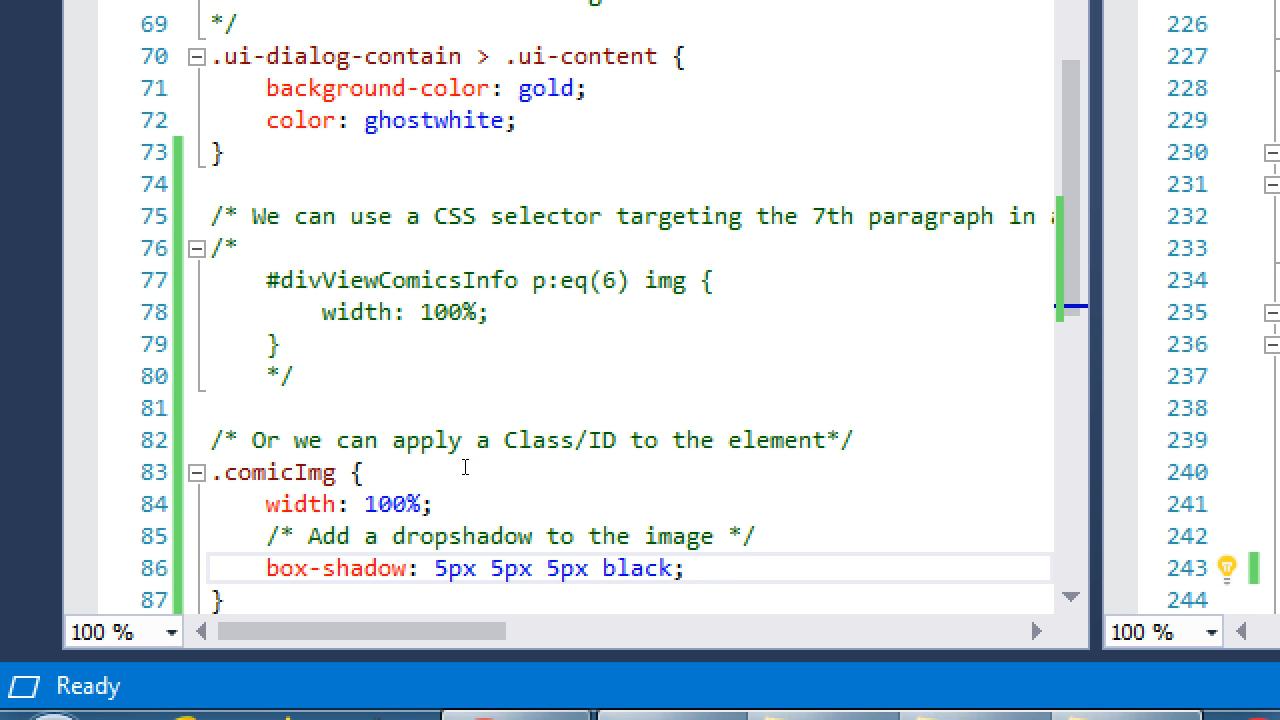 69 */
70 .ui-dialog-contain > .ui-content {
71 background-color: gold;
72 color: ghostwhite;
73 }
74
75 /* We can use a CSS selector targeting the 7th paragraph in
76 /*
77 #divViewComicsInfo p:eq(6) img {
78 width: 100%;
79 }
80 */
81
82 /* Or we can apply a Class/ID to the element*/
83 .comicImg {
84 width: 100%;
85 /* Add a dropshadow to the image */
86 box-shadow: 5px 5px 5px black;
87 }
100 %
226
227
228
229
230
231
232
233
234
235
236
237
238
239
240
241
242
243
244
100 %
Ready